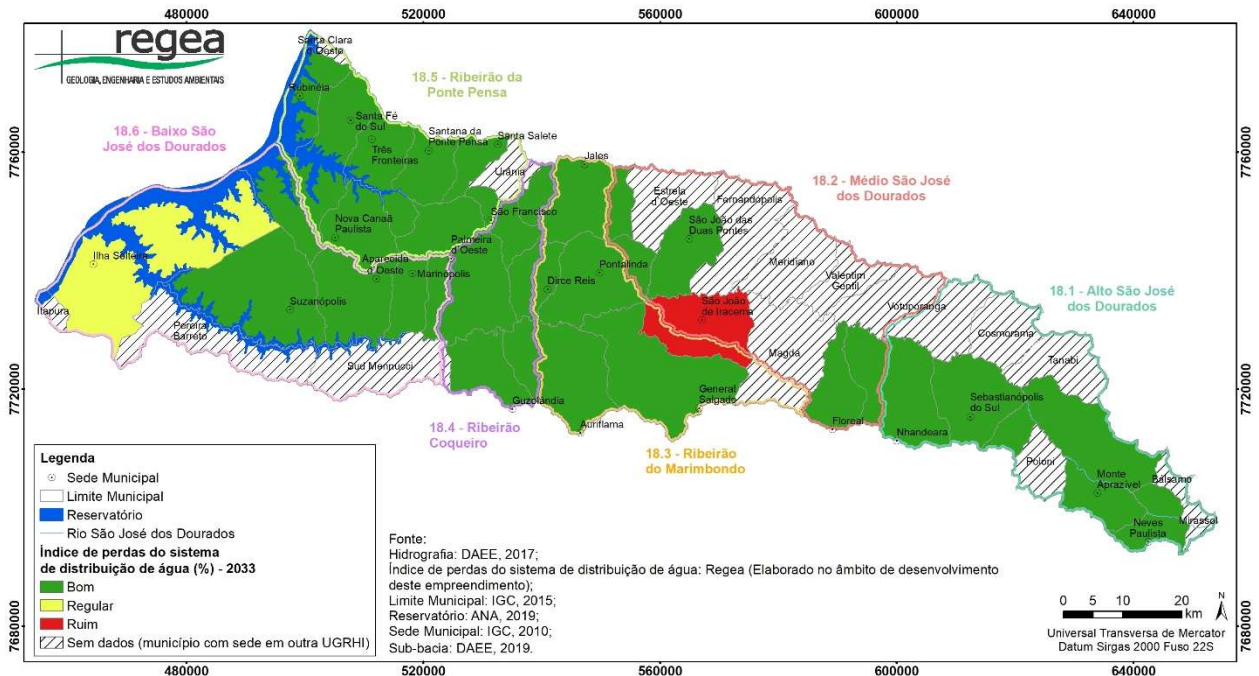 480000
520000
560000
600000
640000
regea
GEOLOGIA, ENGENHARIA E ESTUDOS AMBIENTAIS
Santa Clara
d'Oeste
18.5 - Ribeirão da
Ponte Pensa
Rubinéia
Santa Fé
do Sul
Santana da
Ponte Pensa
Santa Salete
Três
Fronteiras
18.6 - Baixo São
José dos Dourados
7760000
7760000
Jales
Urânia
18.2 - Médio São José
dos Dourados
Estrela
d'Oeste
Fernandópolis
São Francisco
Nova Canaã
Paulista
São João das
Duas Pontes
Palmeira
d'Oeste
Ilha Solteira
Aparecida
d'Oeste
Marinópolis
Meridiano
Pontalinda
Valentim
Gentil
Dirce Reis
18.1 - Alto São José
dos Dourados
Suzanópolis
Itapura
São João
de Iracema
Votuporanga
Pereira
Barreto
Cosmorama
Magda
Tanabi
Sud Mennucci
7720000
7720000
General
Salgado
Guzolândia
Sebastianópolis
do Sul
Auriflama
Floreal
Nhandeara
18.4 - Ribeirão
Coqueiro
18.3 - Ribeirão
do Marimbondo
Poloni
Monte
Aprazível
Bálsamo
Neves
Paulista
Mirassol
Legenda
Sede Municipal
Limite Municipal
Reservatório
Rio São José dos Dourados
Índice de perdas do sistema
de distribuição de água (%) - 2033
Bom
Regular
Ruim
Sem dados (município com sede em outra UGRHI)
Fonte:
Hidrografia: DAEE, 2017;
Índice de perdas do sistema de distribuição de água: Regea (Elaborado no âmbito de desenvolvimento
deste empreendimento);
Limite Municipal: IGC, 2015;
Reservatório: ANA, 2019;
Sede Municipal: IGC, 2010;
Sub-bacia: DAEE, 2019.
0 5 10 20
km
N
Universal Transversa de Mercator
Datum Sirgas 2000 Fuso 22S
7680000
7680000
480000
520000
560000
600000
640000